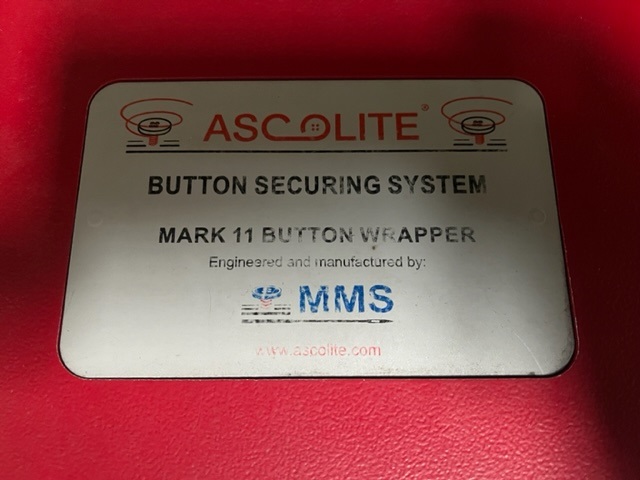 ASCOLITE®
BUTTON SECURING SYSTEM
MARK 11 BUTTON WRAPPER
Engineered and manufactured by:
MMS
www.ascolite.com